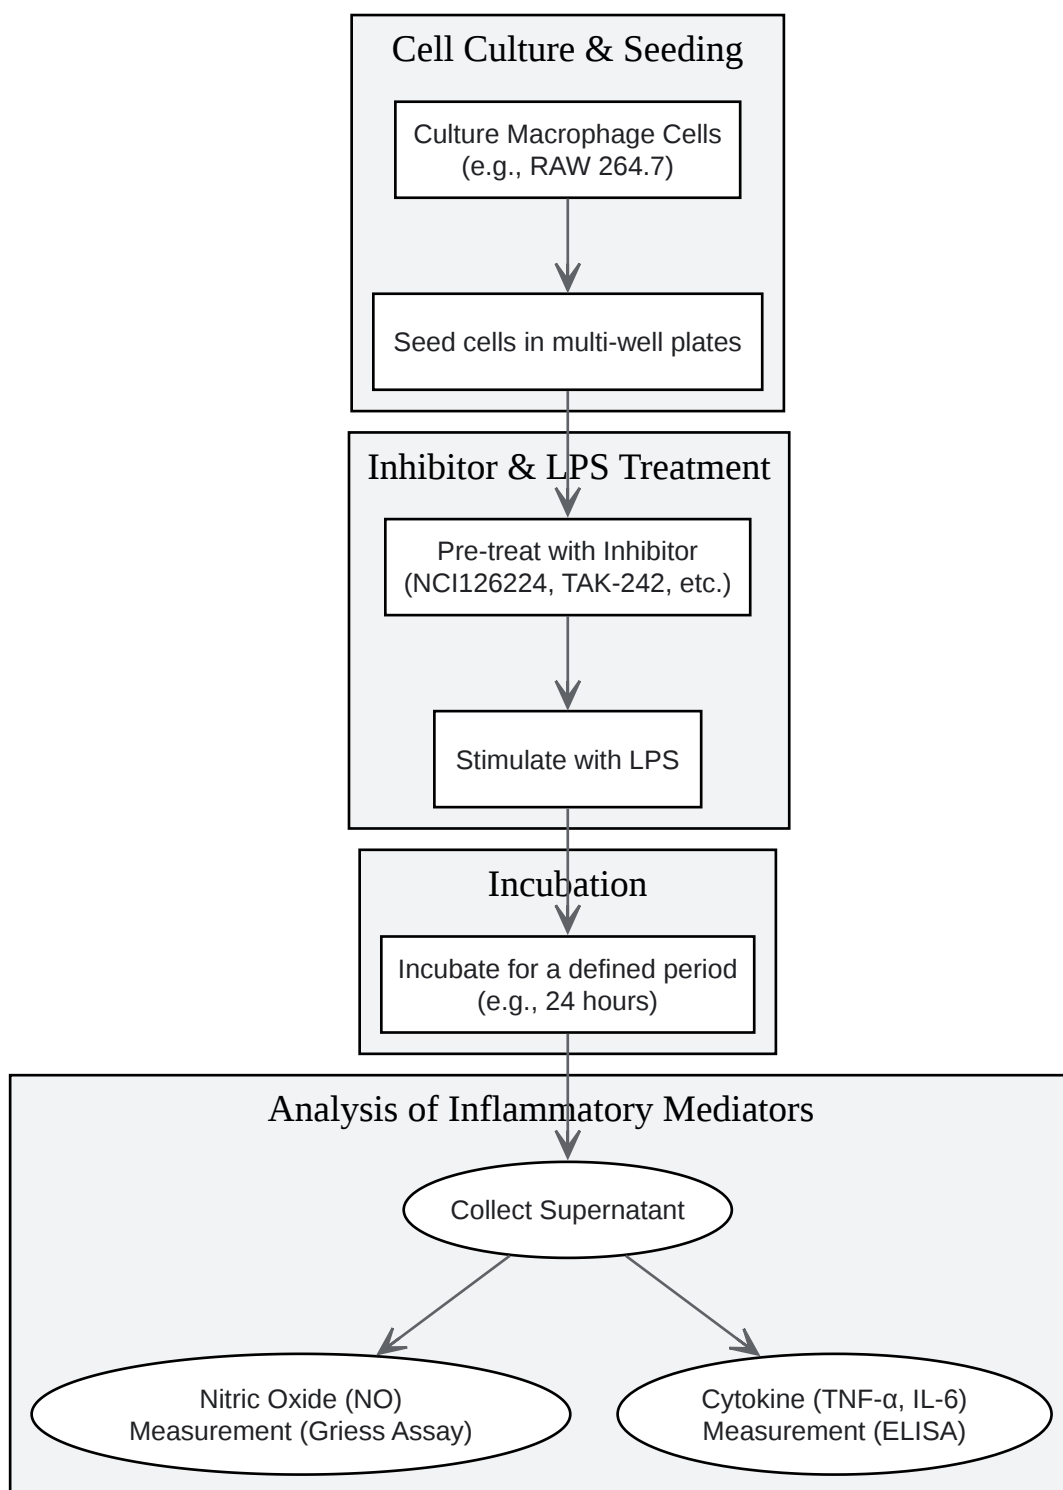 Cell Culture & Seeding
Culture Macrophage Cells
(e.g., RAW 264.7)
Seed cells in multi-well plates
Inhibitor & LPS Treatment
Pre-treat with Inhibitor
(NCI126224, TAK-242, etc.)
Stimulate with LPS
Incubation
Incubate for a defined period
(e.g., 24 hours)
Analysis of Inflammatory Mediators
Collect Supernatant
Nitric Oxide (NO)
Measurement (Griess Assay)
Cytokine (TNF-α, IL-6)
Measurement (ELISA)